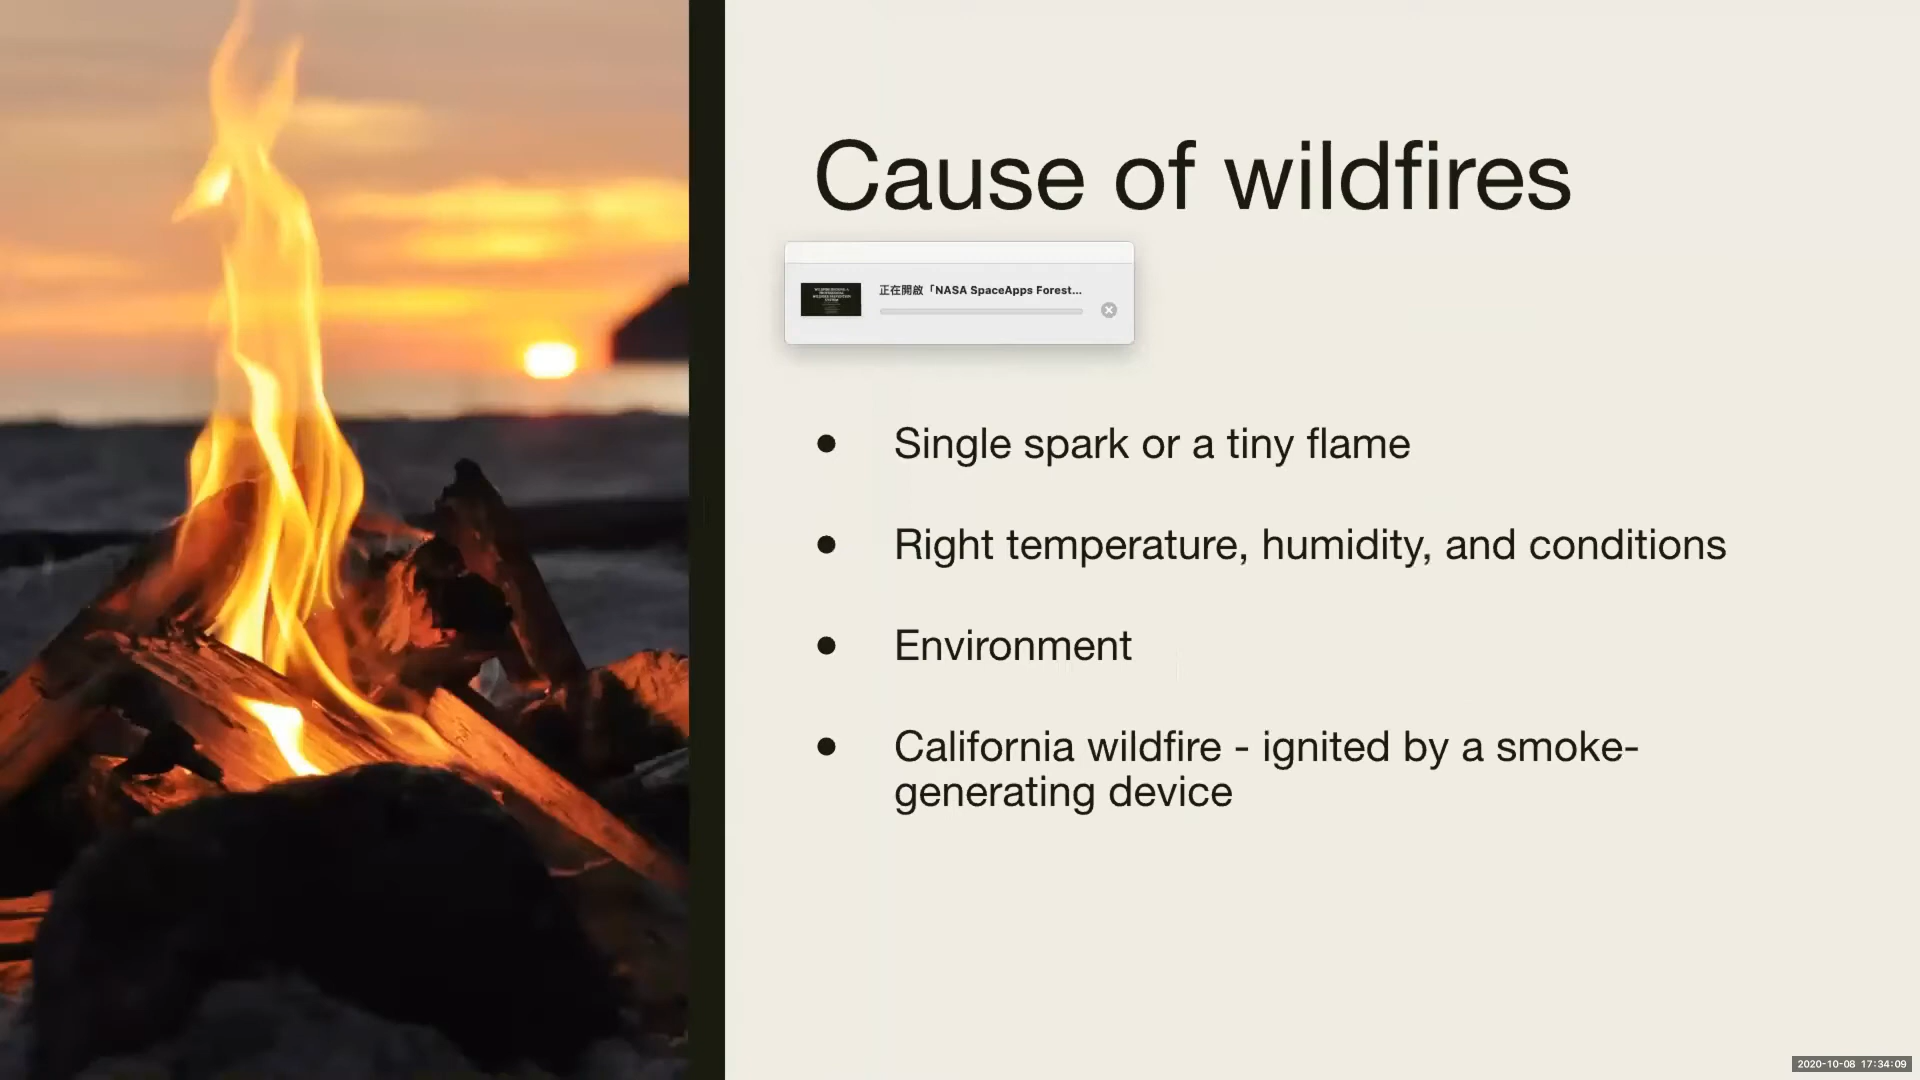 Cause of wildfires
正在開啟「NASA SpaceApps Forest...
● Single spark or a tiny flame
● Right temperature, humidity, and conditions
● Environment
● California wildfire - ignited by a smoke-
generating device
2020-10-08 17:34:09